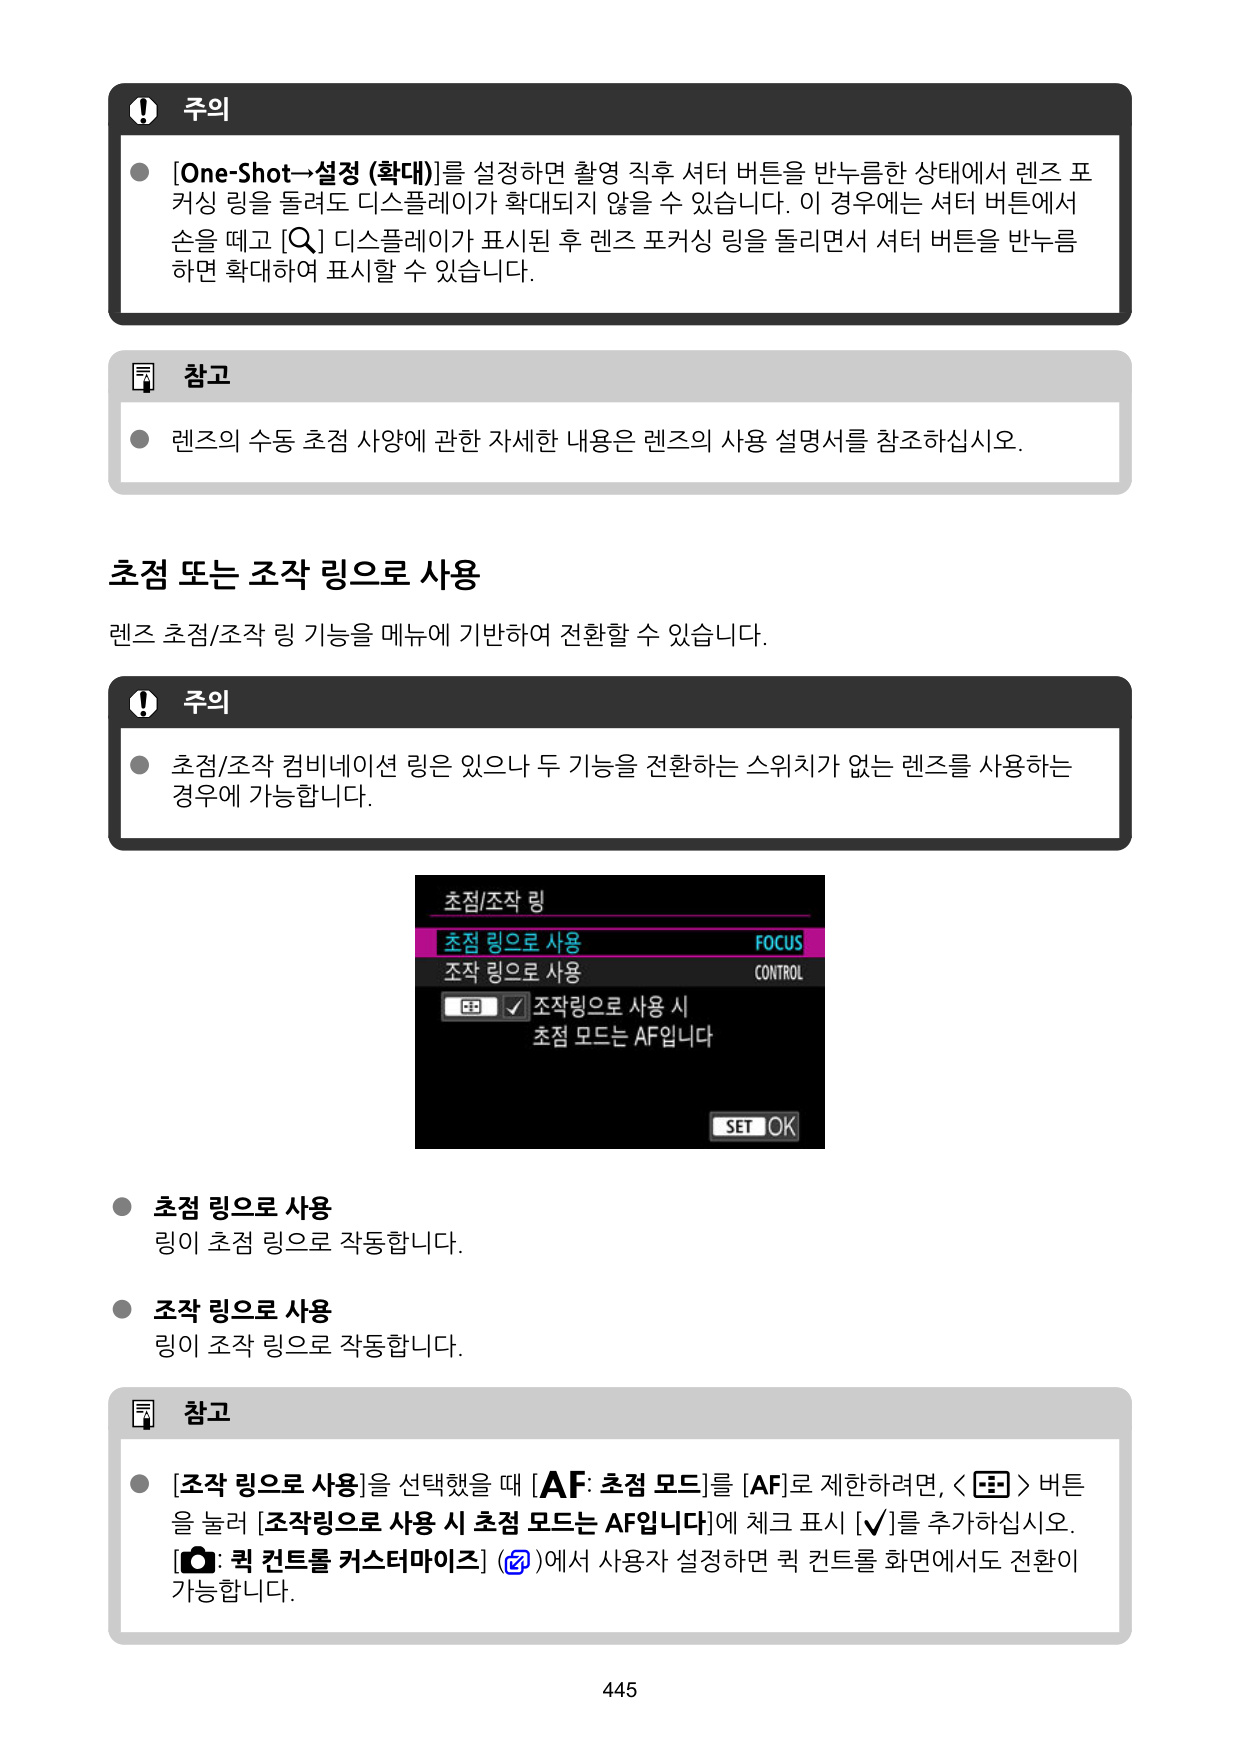 주의
[One-Shot→설정 (확대)]를 설정하면 촬영 직후 셔터 버튼을 반누름한 상태에서 렌즈 포
커싱 링을 돌려도 디스플레이가 확대되지 않을 수 있습니다. 이 경우에는 셔터 버튼에서
손을 떼고 [ ] 디스플레이가 표시된 후 렌즈 포커싱 링을 돌리면서 셔터 버튼을 반누름
하면 확대하여 표시할 수 있습니다.
참고
렌즈의 수동 초점 사양에 관한 자세한 내용은 렌즈의 사용 설명서를 참조하십시오.
초점 또는 조작 링으로 사용
렌즈 초점/조작 링 기능을 메뉴에 기반하여 전환할 수 있습니다.
주의
초점/조작 컴비네이션 링은 있으나 두 기능을 전환하는 스위치가 없는 렌즈를 사용하는
경우에 가능합니다.
초점/조작 링
초점 링으로 사용 FOCUS
조작 링으로 사용 CONTROL
✓ 조작링으로 사용 시
초점 모드는 AF입니다
SET OK
초점 링으로 사용
링이 초점 링으로 작동합니다.
조작 링으로 사용
링이 조작 링으로 작동합니다.
참고
[조작 링으로 사용]을 선택했을 때 [AF: 초점 모드]를 [AF]로 제한하려면, < > 버튼
을 눌러 [조작링으로 사용 시 초점 모드는 AF입니다]에 체크 표시 [✓]를 추가하십시오.
[ : 퀵 컨트롤 커스터마이즈] ( )에서 사용자 설정하면 퀵 컨트롤 화면에서도 전환이
가능합니다.
445